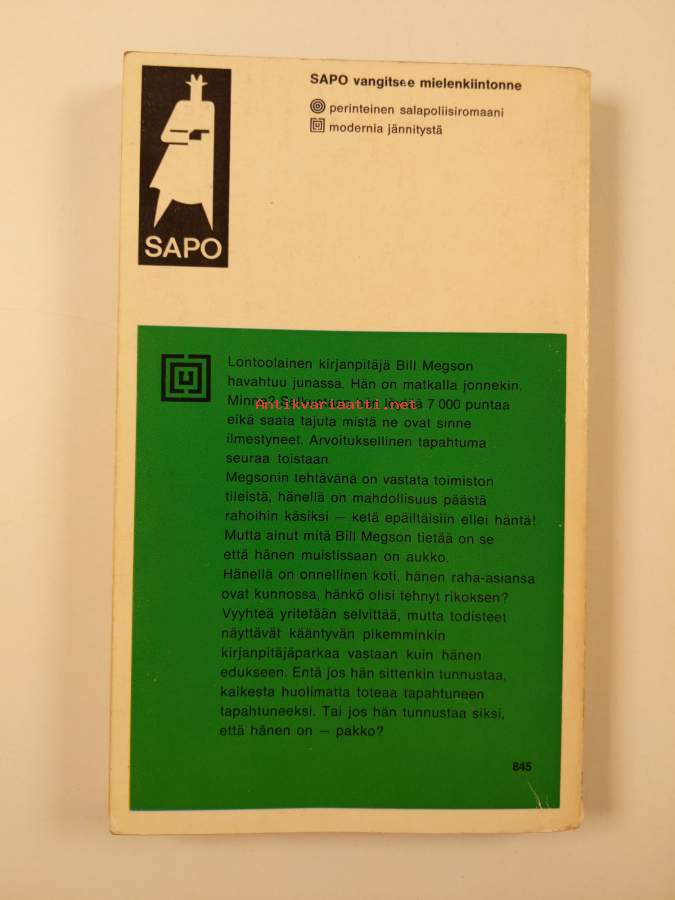 SAPO vangitsee mielenkiintonne
perinteinen salapoliisiromaani
modernia jännitystä
SAPO
Lontoolainen kirjanpitäjä Bill Megson
havahtuu junassa. Hän on matkalla jonnekin.
Minne? 7 000 puntaa
Antikvariaatti.net
eikä saata tajuta mistä ne ovat sinne
ilmestyneet. Arvoituksellinen tapahtuma
seuraa toistaan
Megsonin tehtävänä on vastata toimiston
tileistä, hänellä on mahdollisuus päästä
rahoihin käsiksi – ketä epäiltäisiin ellei häntä!
Mutta ainut mitä Bill Megson tietää on se
että hänen muistissaan on aukko.
Hänellä on onnellinen koti, hänen raha-asiansa
ovat kunnossa, hänkö olisi tehnyt rikoksen?
Vyyhteä yritetään selvittää, mutta todisteet
näyttävät kääntyvän pikemminkin
kirjanpitäjäparkaa vastaan kuin hänen
edukseen. Entä jos hän sittenkin tunnustaa,
kaikesta huolimatta toteaa tapahtuneen
tapahtuneeksi. Tai jos hän tunnustaa siksi,
että hänen on – pakko?
845